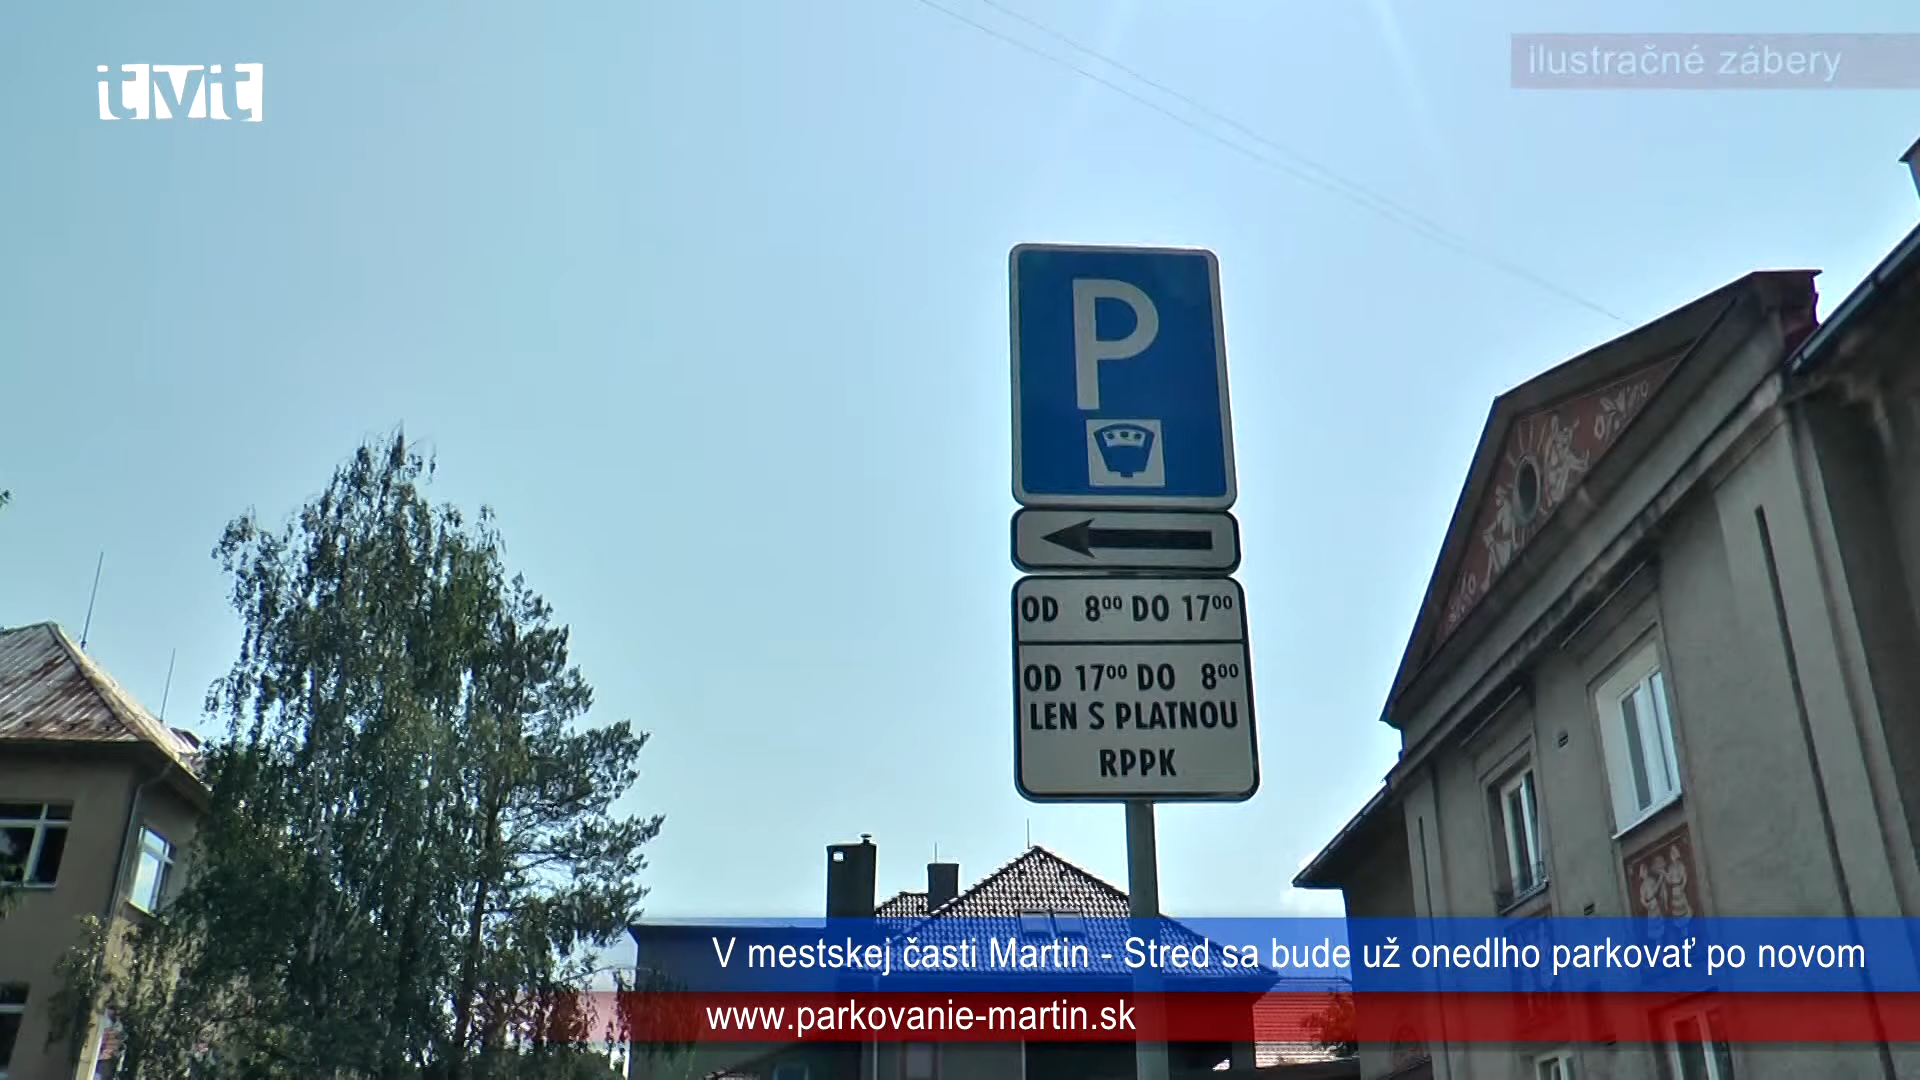 itvit
ilustračné zábery
P
OD 8⁰⁰ DO 17⁰⁰
OD 17⁰⁰ DO 8⁰⁰
LEN S PLATNOU
RPPK
V mestskej časti Martin - Stred sa bude už onedlho parkovať po novom
www.parkovanie-martin.sk